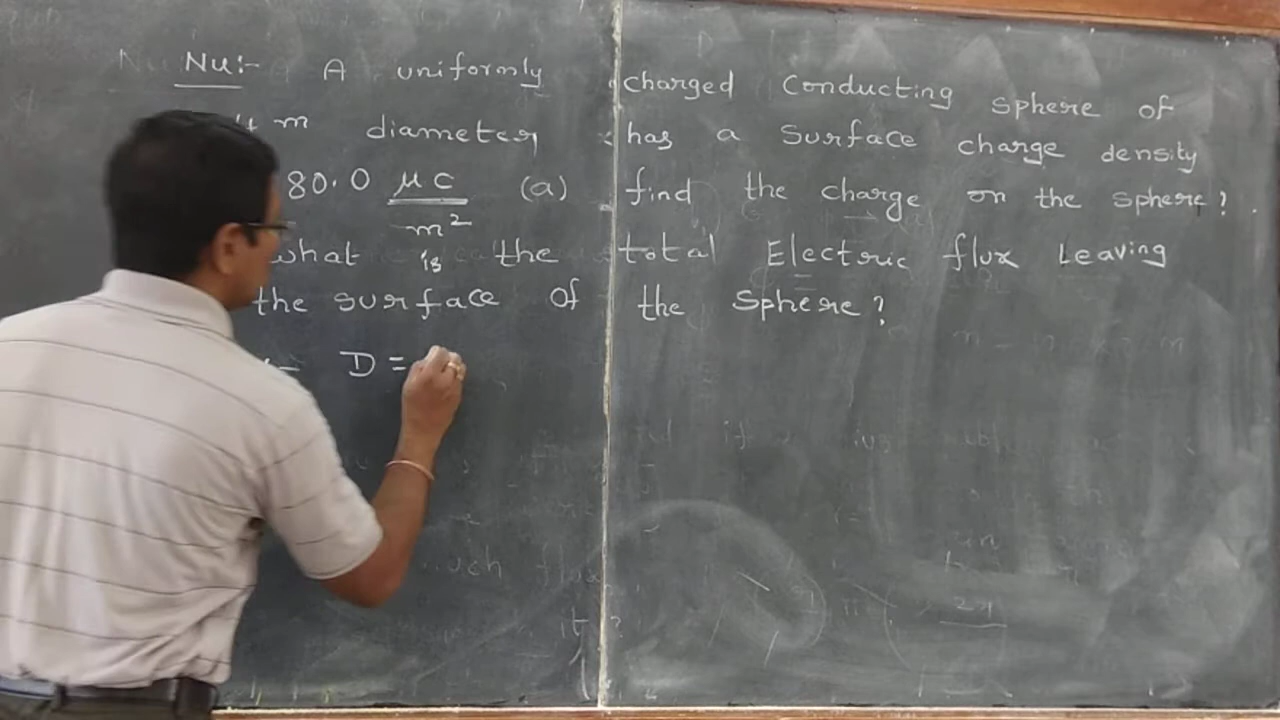 Nu:- A uniformly charged Conducting sphere of
m diameter has a Surface charge density
80.0 μc/m² (a) find the charge on the sphere?
what is the total Electric flux Leaving
the surface of the Sphere?
D =